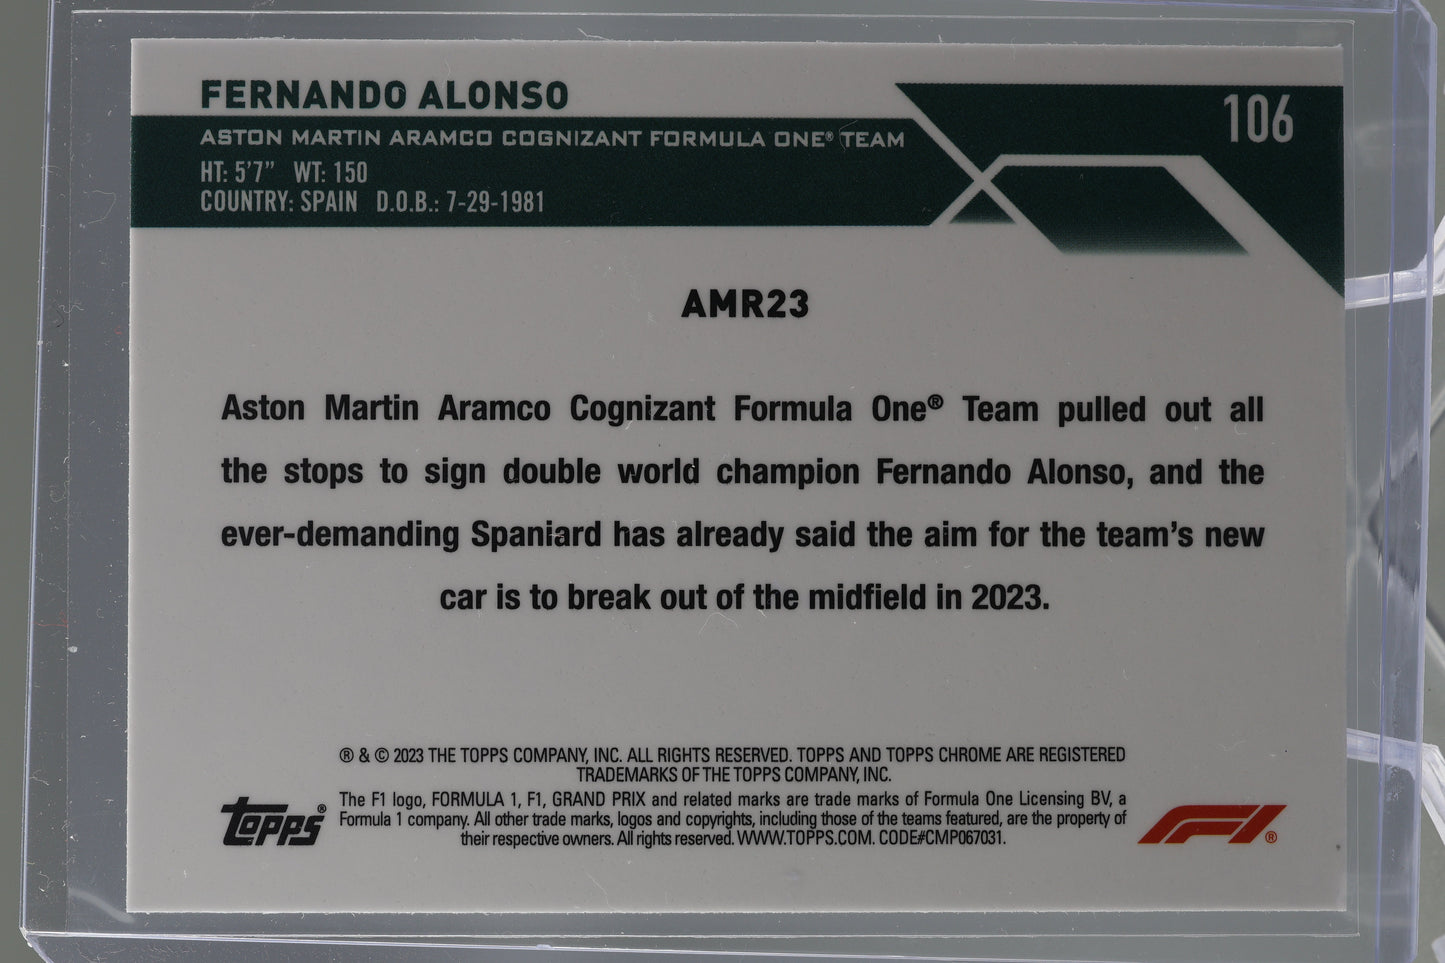 FERNANDO ALONSO
106
ASTON MARTIN ARAMCO COGNIZANT FORMULA ONE® TEAM
HT: 5'7" WT: 150
COUNTRY: SPAIN D.O.B.: 7-29-1981
AMR23
Aston Martin Aramco Cognizant Formula One® Team pulled out all
the stops to sign double world champion Fernando Alonso, and the
ever-demanding Spaniard has already said the aim for the team's new
car is to break out of the midfield in 2023.
® & © 2023 THE TOPPS COMPANY, INC. ALL RIGHTS RESERVED. TOPPS AND TOPPS CHROME ARE REGISTERED
TRADEMARKS OF THE TOPPS COMPANY, INC.
The F1 logo, FORMULA 1, F1, GRAND PRIX and related marks are trade marks of Formula One Licensing BV, a
Formula 1 company. All other trade marks, logos and copyrights, including those of the teams featured, are the property of
their respective owners. All rights reserved. WWW.TOPPS.COM. CODE#CMP067031.
Topps®
F1®